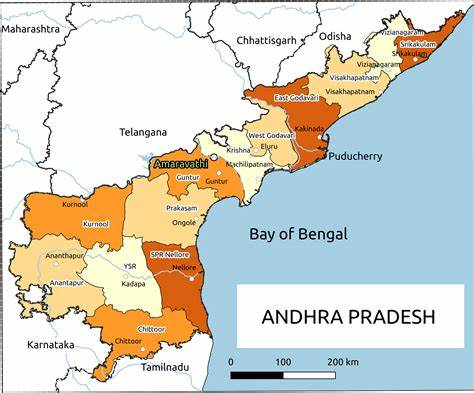 Maharashtra
Chhattisgarh
Odisha
Vizianagaram
Srikakulam
Srikakulam
Vizianagaram
Visakhapatnam
Visakhapatnam
East Godavari
Kakinada
Puducherry
Telangana
West Godavari
Eluru
Krishna
Machilipatnam
Amaravathi
Guntur
Guntur
Kurnool
Kurnool
Prakasam
Ongole
Bay of Bengal
Ananthapur
Anantapur
YSR
Kadapa
SPR Nellore
Nellore
Chittoor
Chittoor
Karnataka
Tamilnadu
ANDHRA PRADESH
0 100 200 km